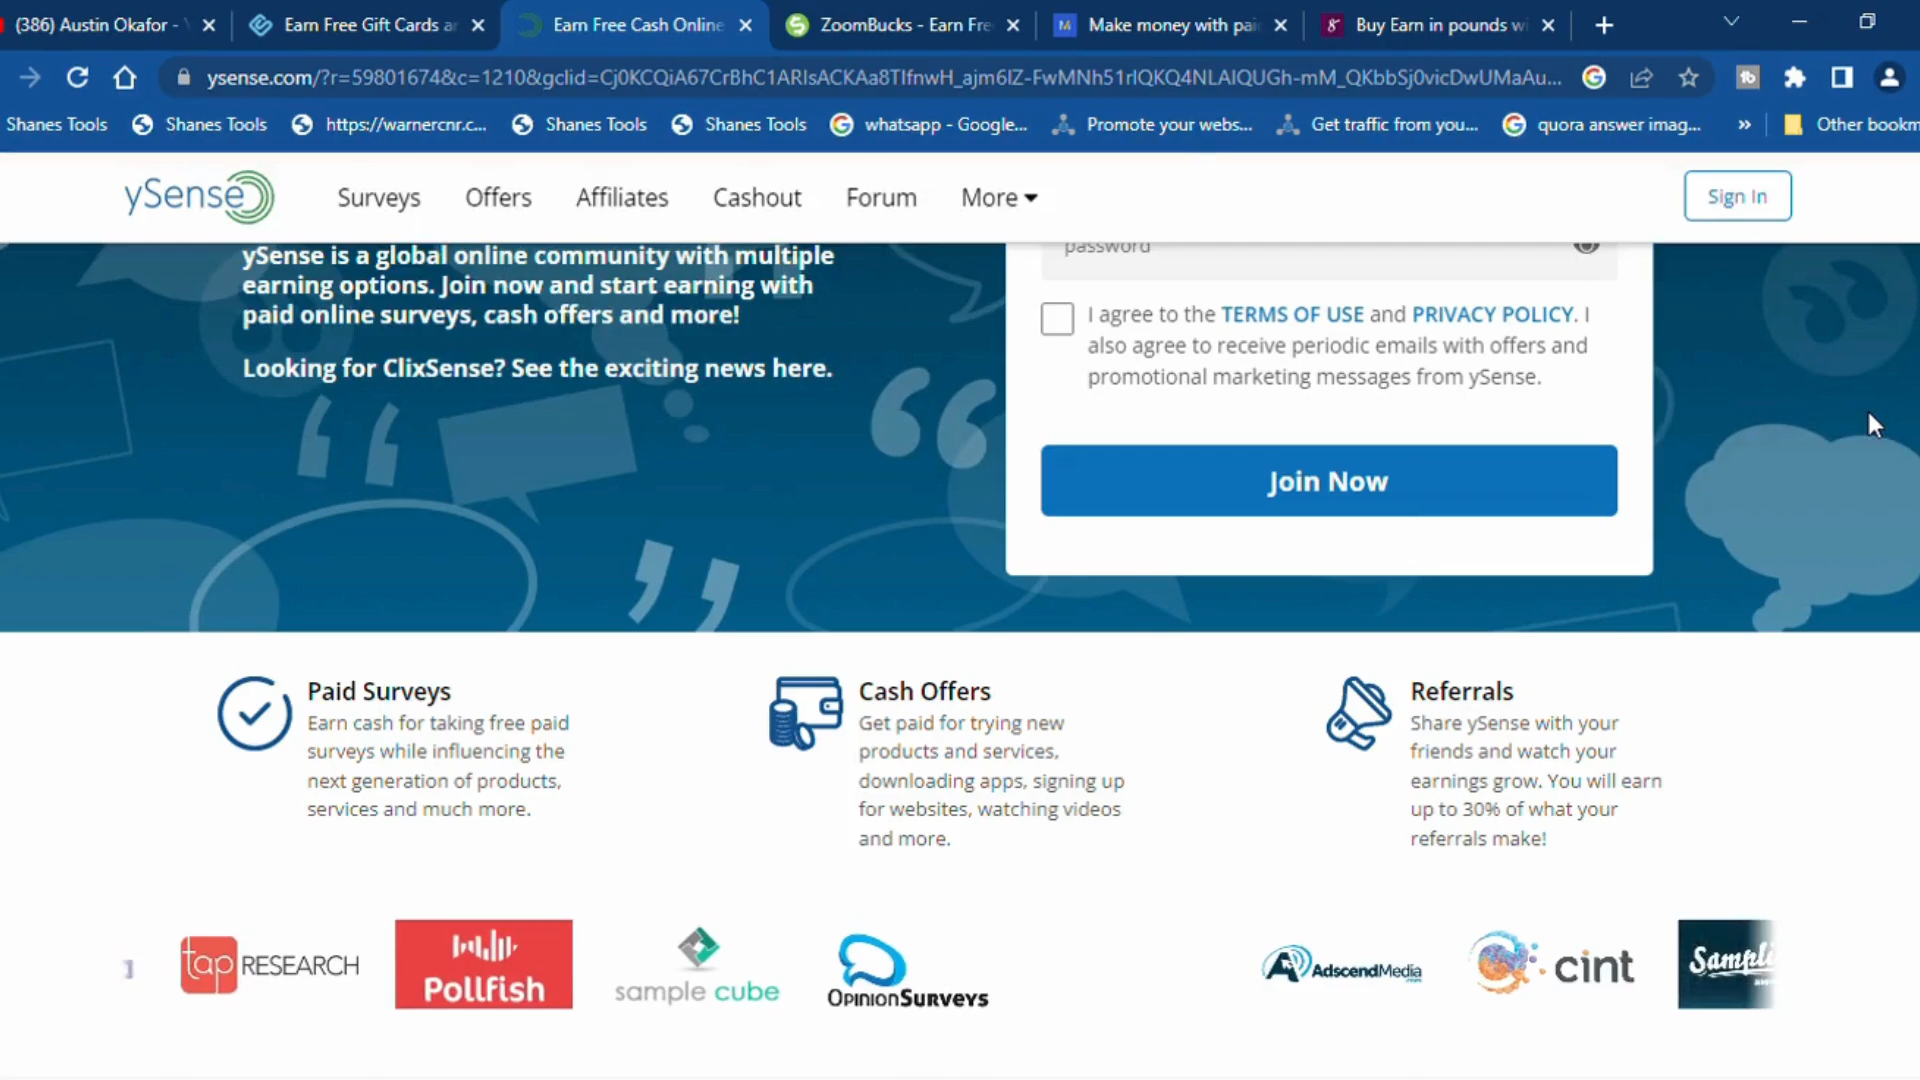 (386) Austin Okafor -
Earn Free Gift Cards ar
Earn Free Cash Online
ZoomBucks - Earn Fre
M
Make money with pai
Buy Earn in pounds wi
ysense.com/?r=59801674&c=1210&gclid=Cj0KCQiA67CrBhC1ARIsACKAa8TIfnwH_ajm6IZ-FwMNh51rIQKQ4NLAIQUGh-mM_QKbbSj0vicDwUMaAu...
Shanes Tools
Shanes Tools
https://warnercnr.c...
Shanes Tools
Shanes Tools
whatsapp - Google...
Promote your webs...
Get traffic from you...
quora answer imag...
»
Other bookm
ySense
Surveys
Offers
Affiliates
Cashout
Forum
More
Sign In
ySense is a global online community with multiple
earning options. Join now and start earning with
paid online surveys, cash offers and more!
Looking for ClixSense? See the exciting news here.
password
I agree to the TERMS OF USE and PRIVACY POLICY. I
also agree to receive periodic emails with offers and
promotional marketing messages from ySense.
Join Now
Paid Surveys
Earn cash for taking free paid
surveys while influencing the
next generation of products,
services and much more.
Cash Offers
Get paid for trying new
products and services,
downloading apps, signing up
for websites, watching videos
and more.
Referrals
Share ySense with your
friends and watch your
earnings grow. You will earn
up to 30% of what your
referrals make!
tap RESEARCH
Pollfish
sample cube
OPINIONSURVEYS
AdscendMedia
cint
Sampli